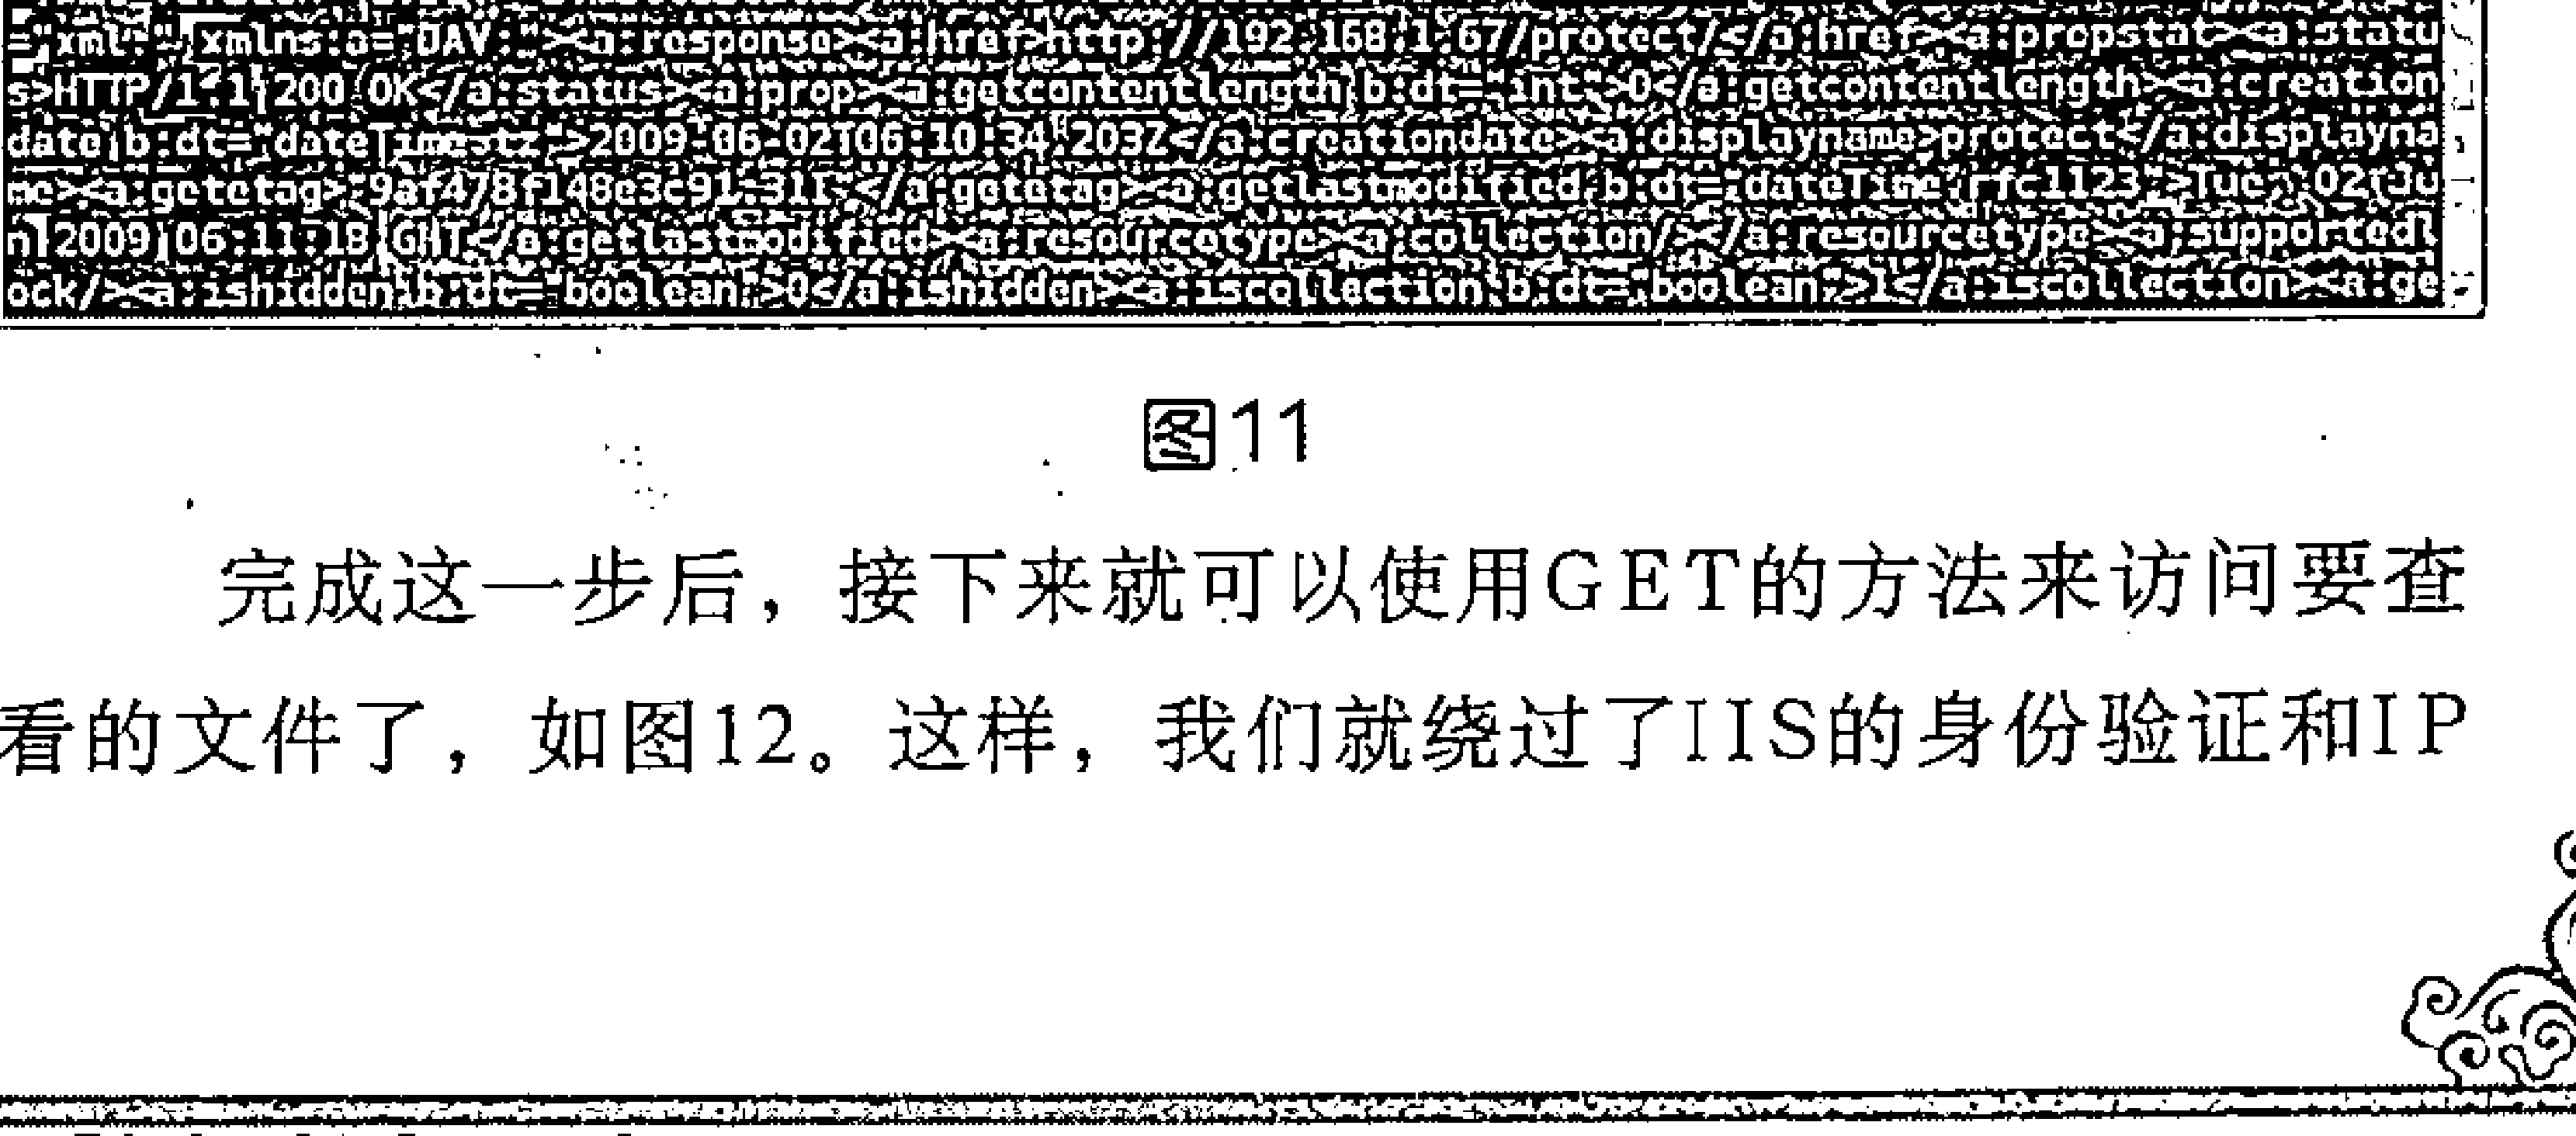 ="xml:" xmlns:a="DAV:"><a:response><a:href>http://192.168.1.67/protect/</a:href><a:propstat><a:statu
s>HTTP/1.1 200 OK</a:status><a:prop><a:getcontentlength b:dt="int">0</a:getcontentlength><a:creation
date b:dt="dateTime.tz">2009-06-02T06:10:34.203Z</a:creationdate><a:displayname>protect</a:displayna
me><a:getetag>"9af478f148e3c91:311"</a:getetag><a:getlastmodified b:dt="dateTime.rfc1123">Tue, 02 Ju
n 2009 06:11:18 GMT</a:getlastmodified><a:resourcetype><a:collection/></a:resourcetype><a:supportedl
ock/><a:ishidden b:dt="boolean">0</a:ishidden><a:iscollection b:dt="boolean">1</a:iscollection><a:ge
图11
完成这一步后，接下来就可以使用GET的方法来访问要查
看的文件了，如图12。这样，我们就绕过了IIS的身份验证和IP